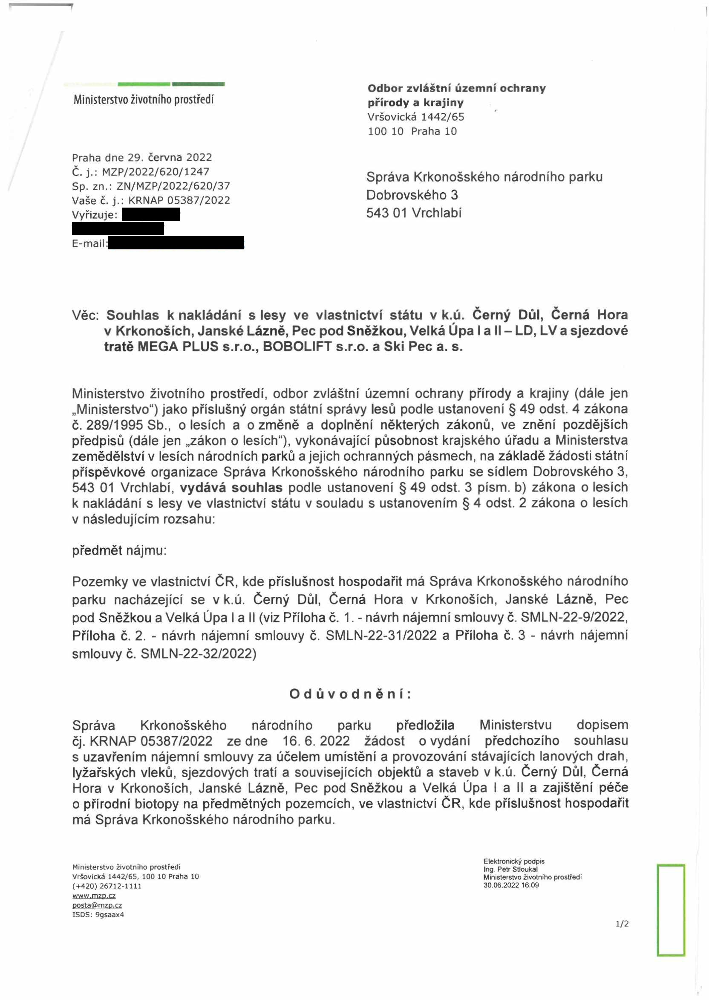 Ministerstvo životního prostředí
Odbor zvláštní územní ochrany
přírody a krajiny
Vršovická 1442/65
100 10 Praha 10
Praha dne 29. června 2022
Č. j.: MZP/2022/620/1247
Sp. zn.: ZN/MZP/2022/620/37
Vaše č. j.: KRNAP 05387/2022
Vyřizuje:
E-mail:
Správa Krkonošského národního parku
Dobrovského 3
543 01 Vrchlabí
Věc: Souhlas k nakládání s lesy ve vlastnictví státu v k.ú. Černý Důl, Černá Hora
v Krkonoších, Janské Lázně, Pec pod Sněžkou, Velká Úpa I a II – LD, LV a sjezdové
tratě MEGA PLUS s.r.o., BOBOLIFT s.r.o. a Ski Pec a. s.
Ministerstvo životního prostředí, odbor zvláštní územní ochrany přírody a krajiny (dále jen
„Ministerstvo“) jako příslušný orgán státní správy lesů podle ustanovení § 49 odst. 4 zákona
č. 289/1995 Sb., o lesích a o změně a doplnění některých zákonů, ve znění pozdějších
předpisů (dále jen „zákon o lesích“), vykonávající působnost krajského úřadu a Ministerstva
zemědělství v lesích národních parků a jejich ochranných pásmech, na základě žádosti státní
příspěvkové organizace Správa Krkonošského národního parku se sídlem Dobrovského 3,
543 01 Vrchlabí, vydává souhlas podle ustanovení § 49 odst. 3 písm. b) zákona o lesích
k nakládání s lesy ve vlastnictví státu v souladu s ustanovením § 4 odst. 2 zákona o lesích
v následujícím rozsahu:
předmět nájmu:
Pozemky ve vlastnictví ČR, kde příslušnost hospodařit má Správa Krkonošského národního
parku nacházející se v k.ú. Černý Důl, Černá Hora v Krkonoších, Janské Lázně, Pec
pod Sněžkou a Velká Úpa I a II (viz Příloha č. 1. - návrh nájemní smlouvy č. SMLN-22-9/2022,
Příloha č. 2. - návrh nájemní smlouvy č. SMLN-22-31/2022 a Příloha č. 3 - návrh nájemní
smlouvy č. SMLN-22-32/2022)
Odůvodnění:
Správa Krkonošského národního parku předložila Ministerstvu dopisem
čj. KRNAP 05387/2022 ze dne 16. 6. 2022 žádost o vydání předchozího souhlasu
s uzavřením nájemní smlouvy za účelem umístění a provozování stávajících lanových drah,
lyžařských vleků, sjezdových tratí a souvisejících objektů a staveb v k.ú. Černý Důl, Černá
Hora v Krkonoších, Janské Lázně, Pec pod Sněžkou a Velká Úpa I a II a zajištění péče
o přírodní biotopy na předmětných pozemcích, ve vlastnictví ČR, kde příslušnost hospodařit
má Správa Krkonošského národního parku.
Ministerstvo životního prostředí
Vršovická 1442/65, 100 10 Praha 10
(+420) 26712-1111
www.mzp.cz
posta@mzp.cz
ISDS: 9gsaax4
Elektronický podpis
Ing. Petr Stloukal
Ministerstvo životního prostředí
30.06.2022 16:09
1/2